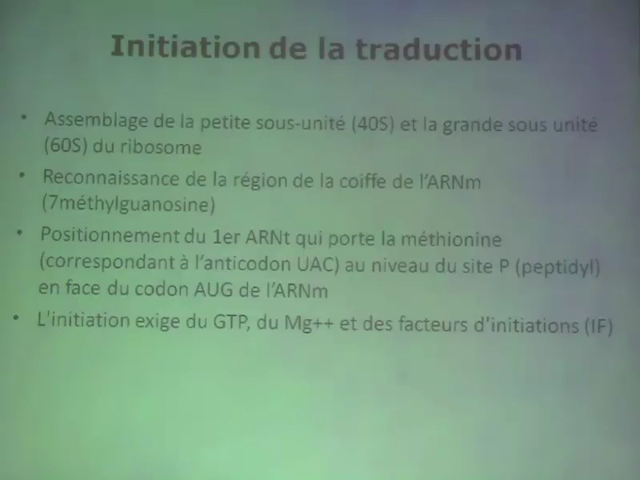 Initiation de la traduction
• Assemblage de la petite sous-unité (40S) et la grande sous unité
(60S) du ribosome
• Reconnaissance de la région de la coiffe de l'ARNm
(7méthylguanosine)
• Positionnement du 1er ARNt qui porte la méthionine
(correspondant à l'anticodon UAC) au niveau du site P (peptidyl)
en face du codon AUG de l'ARNm
• L'initiation exige du GTP, du Mg++ et des facteurs d'initiations (IF)